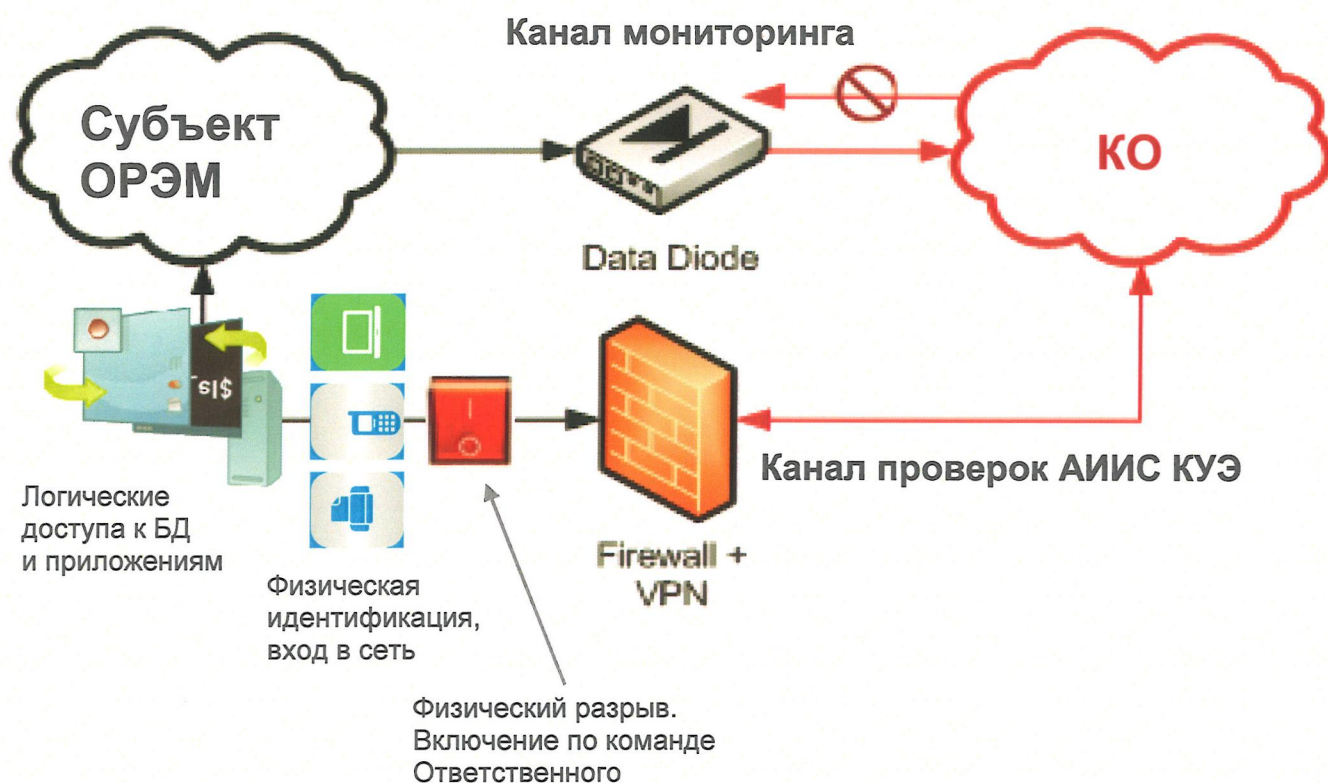 Канал мониторинга
Субъект
ОРЭМ
КО
Data Diode
$ls_
Канал проверок АИИС КУЭ
Логические
доступа к БД
и приложениям
Firewall +
VPN
Физическая
идентификация,
вход в сеть
Физический разрыв.
Включение по команде
Ответственного